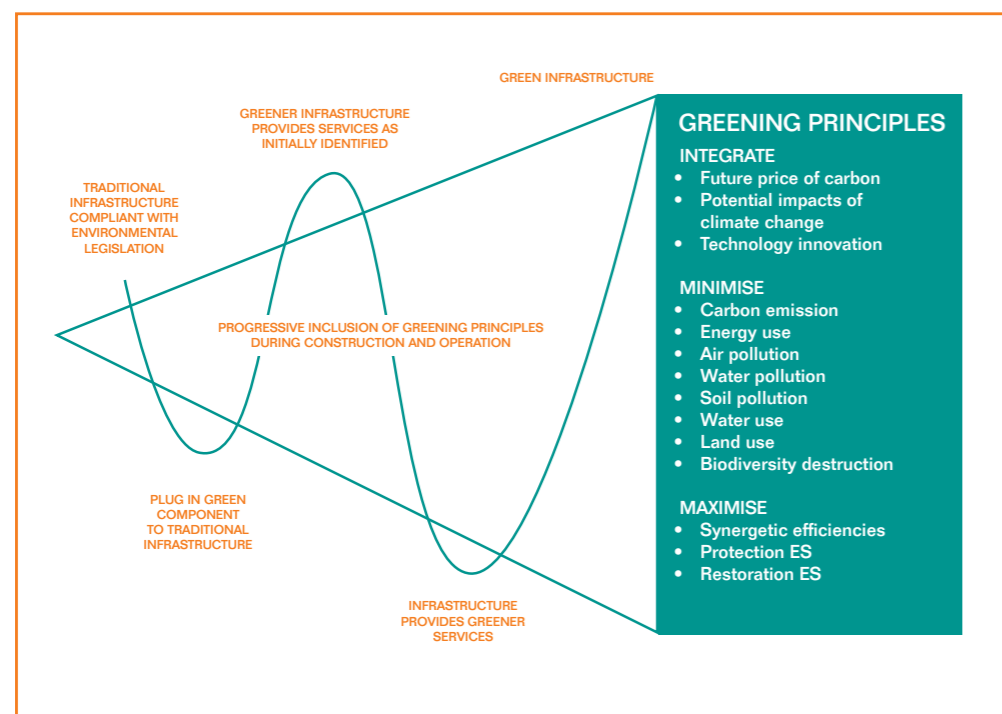 GREEN INFRASTRUCTURE
GREENER INFRASTRUCTURE
PROVIDES SERVICES AS
INITIALLY IDENTIFIED
TRADITIONAL
INFRASTRUCTURE
COMPLIANT WITH
ENVIRONMENTAL
LEGISLATION
PROGRESSIVE INCLUSION OF GREENING PRINCIPLES
DURING CONSTRUCTION AND OPERATION
PLUG IN GREEN
COMPONENT
TO TRADITIONAL
INFRASTRUCTURE
INFRASTRUCTURE
PROVIDES GREENER
SERVICES
GREENING PRINCIPLES
INTEGRATE
• Future price of carbon
• Potential impacts of
climate change
• Technology innovation
MINIMISE
• Carbon emission
• Energy use
• Air pollution
• Water pollution
• Soil pollution
• Water use
• Land use
• Biodiversity destruction
MAXIMISE
• Synergetic efficiencies
• Protection ES
• Restoration ES